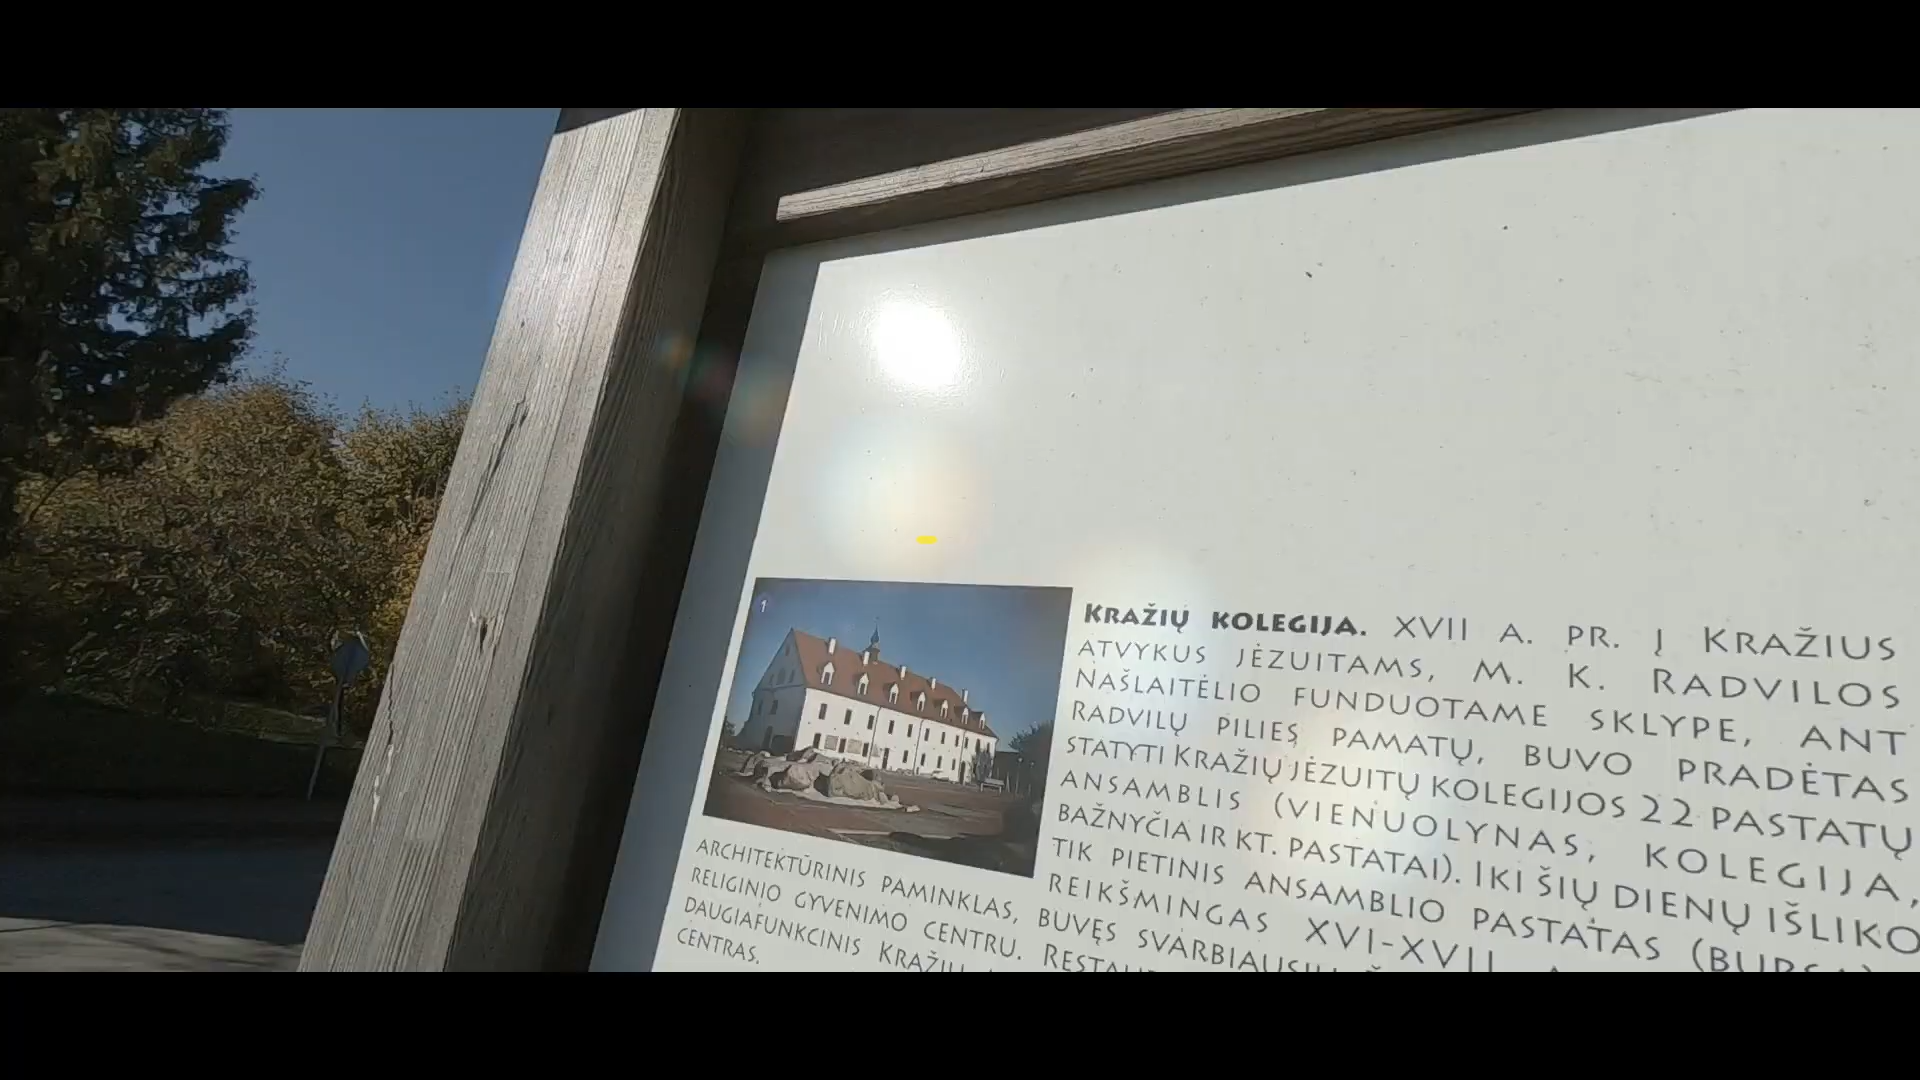 1
KRAŽIŲ KOLEGIJA. XVII A. PR. Į KRAŽIUS
ATVYKUS JĖZUITAMS, M. K. RADVILOS
NAŠLAITĖLIO FUNDUOTAME SKLYPE, ANT
RADVILŲ PILIES PAMATŲ, BUVO PRADĖTAS
STATYTI KRAŽIŲ JĖZUITŲ KOLEGIJOS 22 PASTATŲ
ANSAMBLIS (VIENUOLYNAS, KOLEGIJA,
BAŽNYČIA IR KT. PASTATAI). IKI ŠIŲ DIENŲ IŠLIKO
TIK PIETINIS ANSAMBLIO PASTATAS
REIKŠMINGAS XVI-XVII
ARCHITEKTŪRINIS PAMINKLAS, BUVĘS SVARBIAUSIU
RELIGINIO GYVENIMO CENTRU.
DAUGIAFUNKCINIS KRAŽIŲ
CENTRAS.